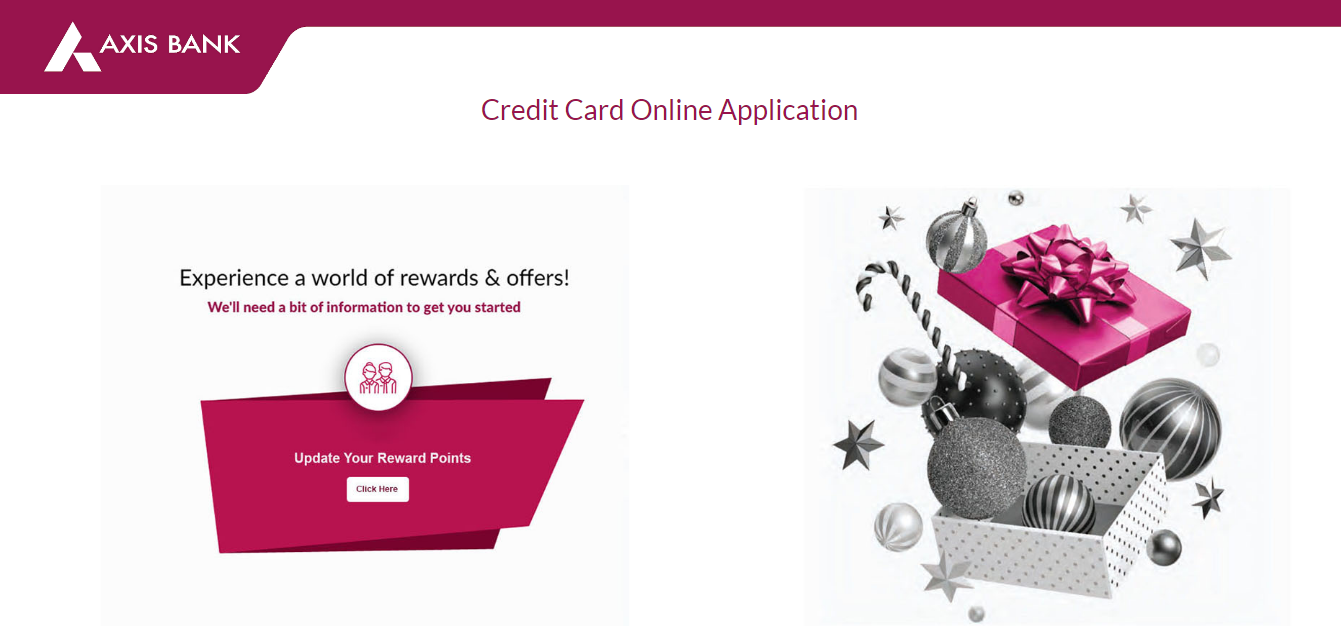 AXIS BANK
Credit Card Online Application
Experience a world of rewards & offers!
We'll need a bit of information to get you started
Update Your Reward Points
Click Here